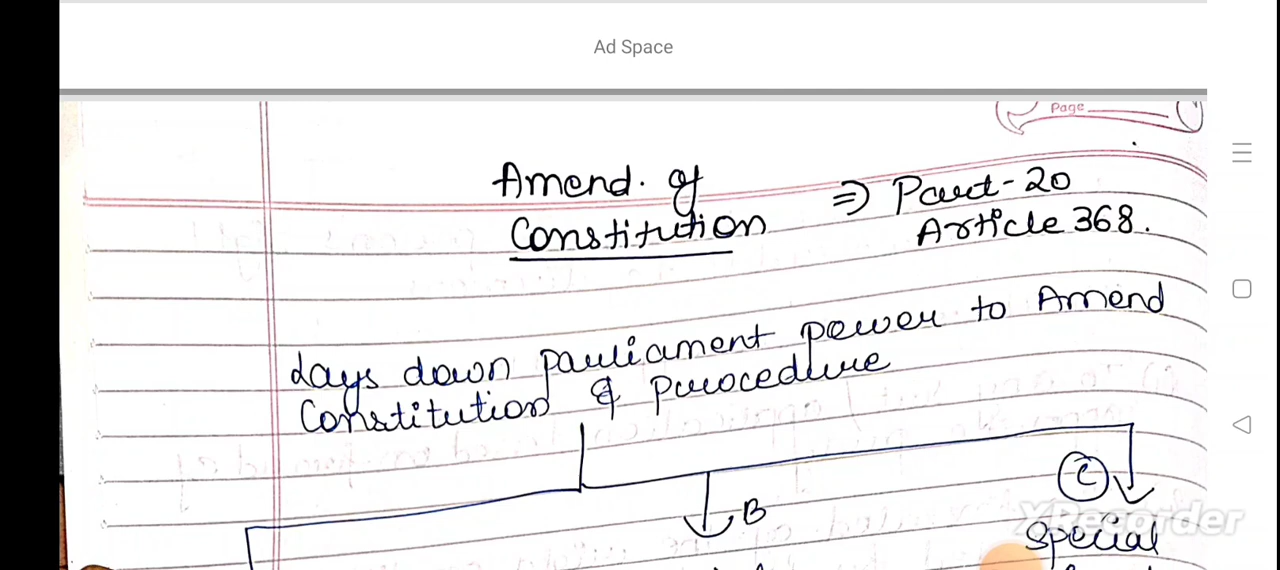 Ad Space
Page
Amend. of
Constitution
⇒ Part-20
Article 368.
Lays down parliament power to Amend
Constitution & Procedure
B
C
Special
XRecorder